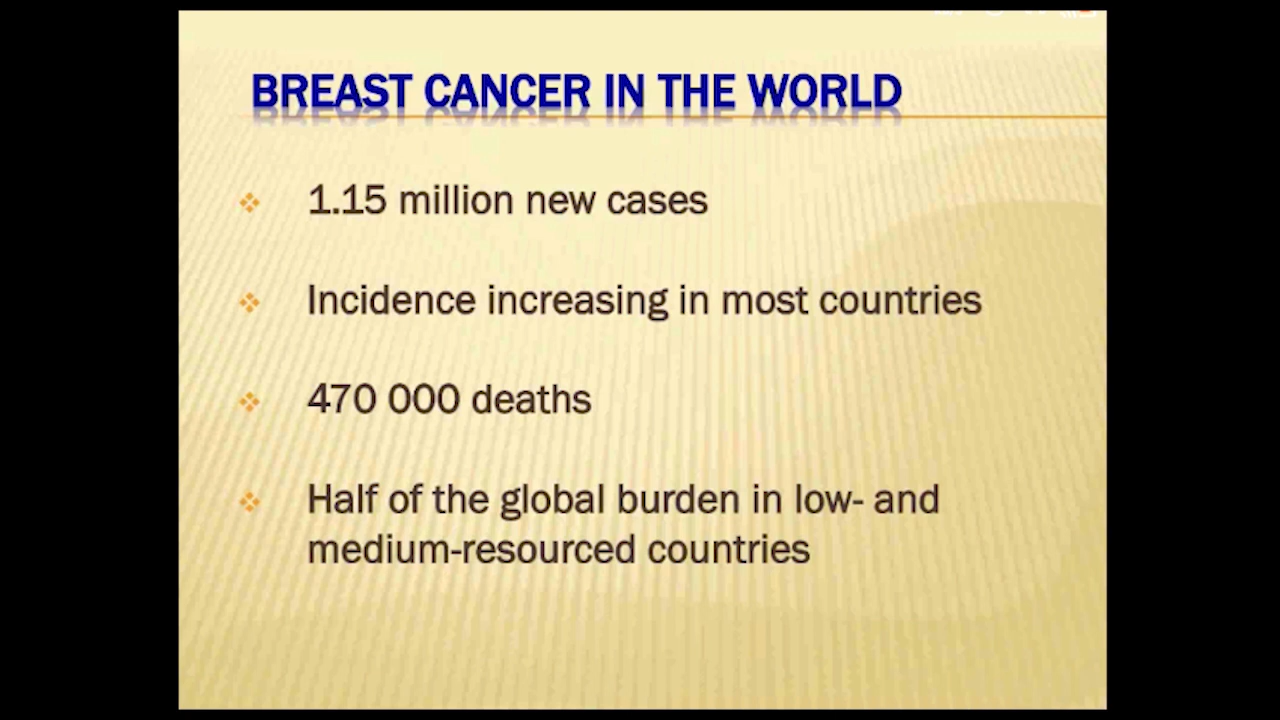 BREAST CANCER IN THE WORLD
1.15 million new cases
Incidence increasing in most countries
470 000 deaths
Half of the global burden in low- and
medium-resourced countries